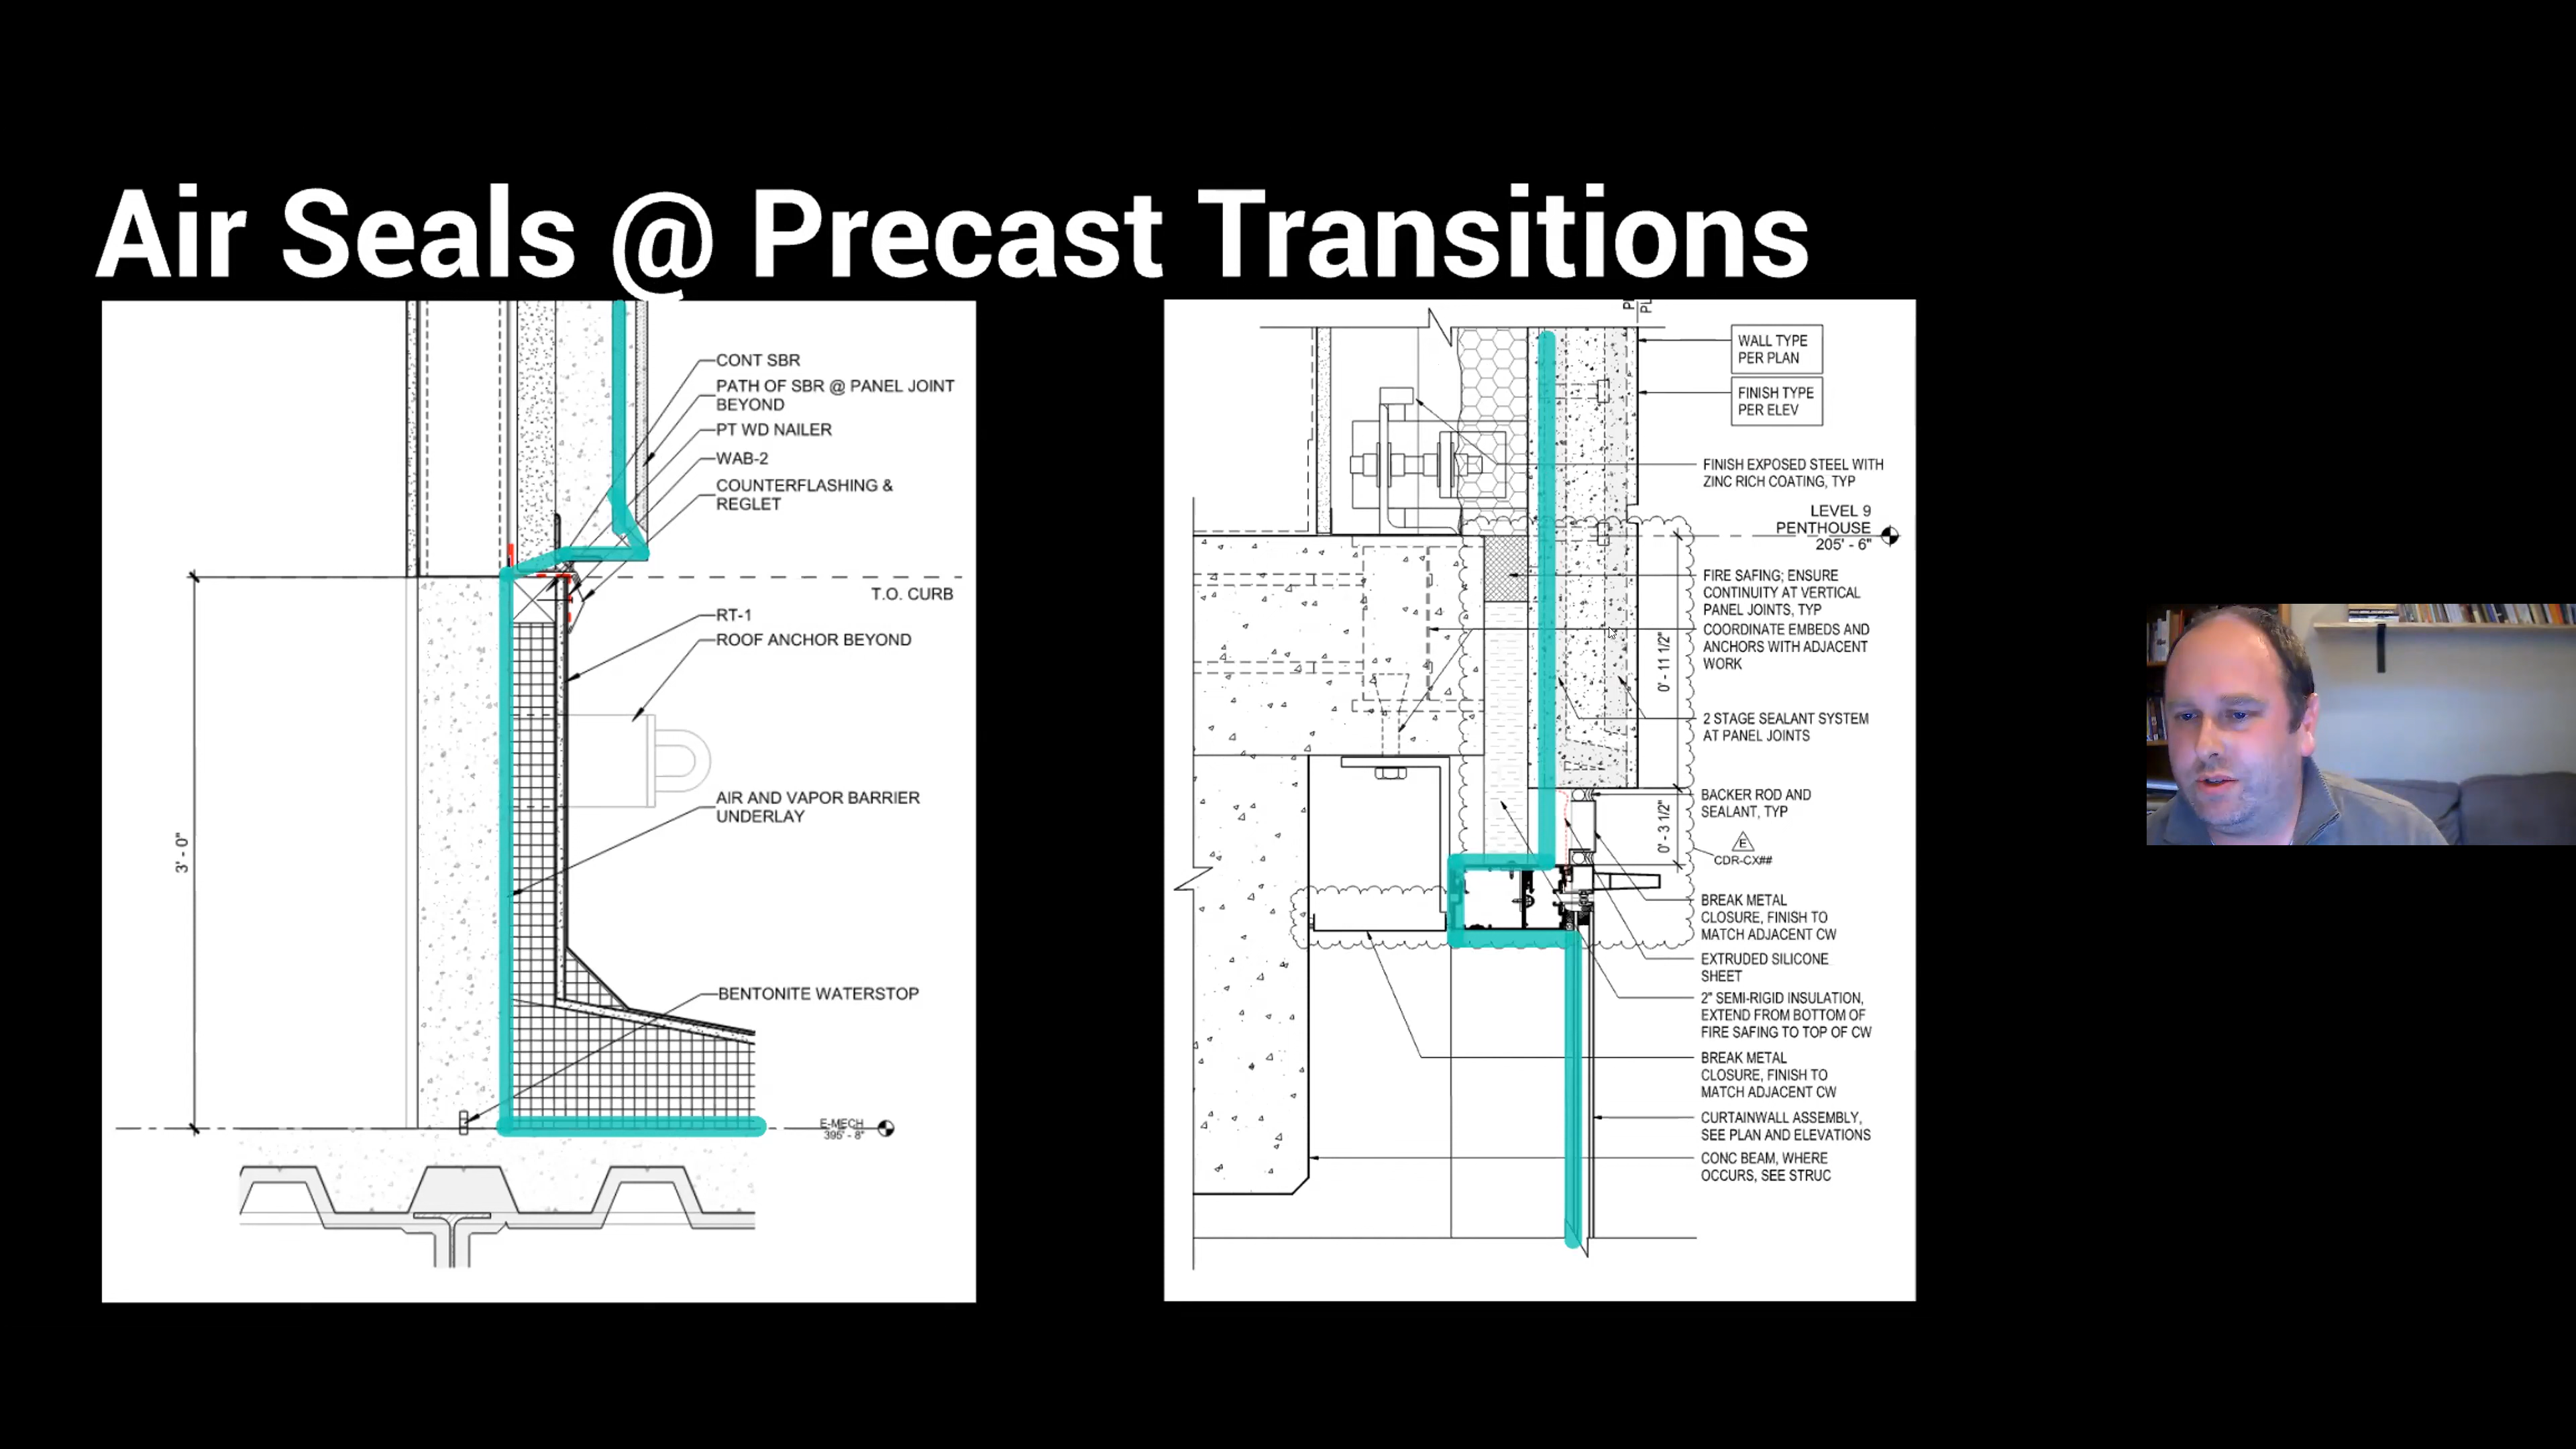 Air Seals @ Precast Transitions
CONT SBR
PATH OF SBR @ PANEL JOINT
BEYOND
PT WD NAILER
WAB-2
COUNTERFLASHING &
REGLET
T.O. CURB
RT-1
ROOF ANCHOR BEYOND
AIR AND VAPOR BARRIER
UNDERLAY
3' - 0"
BENTONITE WATERSTOP
E-MECH
395' - 8"
WALL TYPE
PER PLAN
FINISH TYPE
PER ELEV
FINISH EXPOSED STEEL WITH
ZINC RICH COATING, TYP
LEVEL 9
PENTHOUSE
205' - 6"
FIRE SAFING; ENSURE
CONTINUITY AT VERTICAL
PANEL JOINTS, TYP
COORDINATE EMBEDS AND
ANCHORS WITH ADJACENT
WORK
0' - 11 1/2"
2 STAGE SEALANT SYSTEM
AT PANEL JOINTS
BACKER ROD AND
SEALANT, TYP
0' - 3 1/2"
E
CDR-CX##
BREAK METAL
CLOSURE, FINISH TO
MATCH ADJACENT CW
EXTRUDED SILICONE
SHEET
2" SEMI-RIGID INSULATION,
EXTEND FROM BOTTOM OF
FIRE SAFING TO TOP OF CW
BREAK METAL
CLOSURE, FINISH TO
MATCH ADJACENT CW
CURTAINWALL ASSEMBLY,
SEE PLAN AND ELEVATIONS
CONC BEAM, WHERE
OCCURS, SEE STRUC